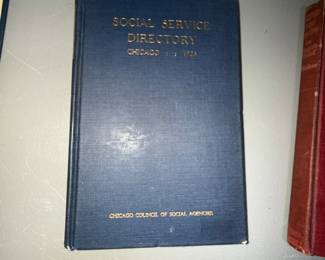 SOCIAL SERVICE
DIRECTORY
CHICAGO : :
CHICAGO COUNCIL OF SOCIAL AGENCIES